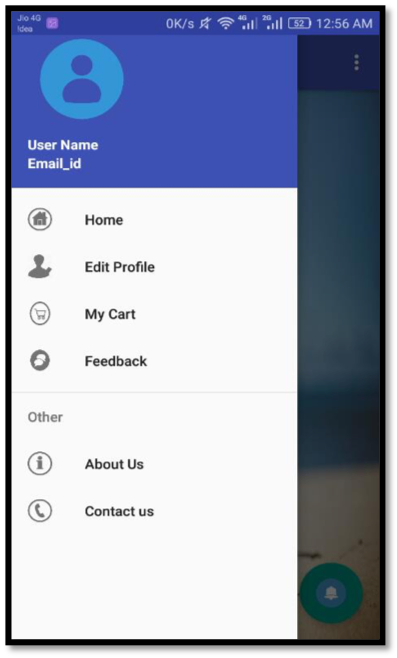 Jio 4G
Idea
0K/s 4G 2G 52 12:56 AM
User Name
Email_id
Home
Edit Profile
My Cart
Feedback
Other
About Us
Contact us